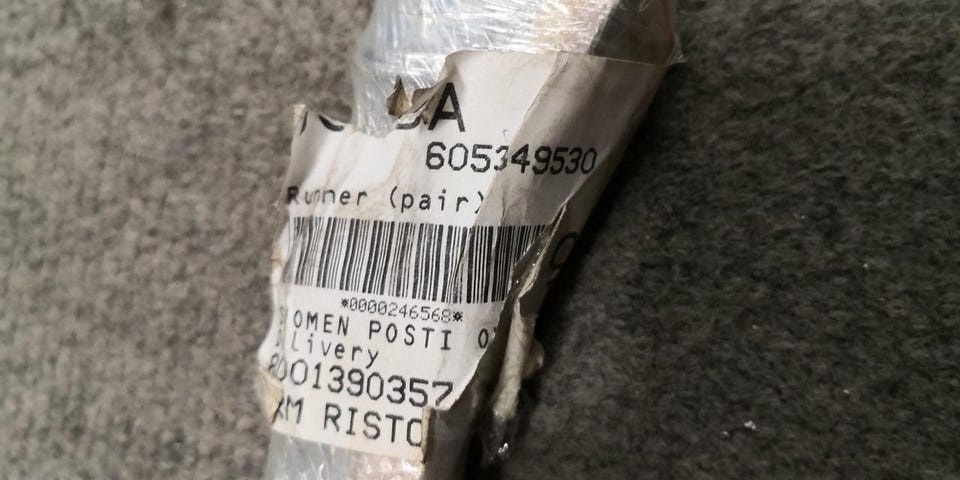 605349530
Runner (pair)
*0000246568*
OMEN POSTI O
livery
01390357
RISTO